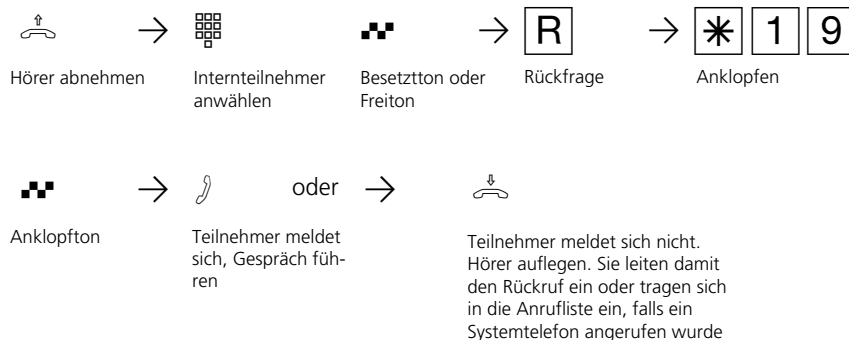 R
✱ 1 9
Hörer abnehmen
Internteilnehmer
anwählen
Besetztton oder
Freiton
Rückfrage
Anklopfen
oder
Anklopfton
Teilnehmer meldet
sich, Gespräch füh-
ren
Teilnehmer meldet sich nicht.
Hörer auflegen. Sie leiten damit
den Rückruf ein oder tragen sich
in die Anrufliste ein, falls ein
Systemtelefon angerufen wurde